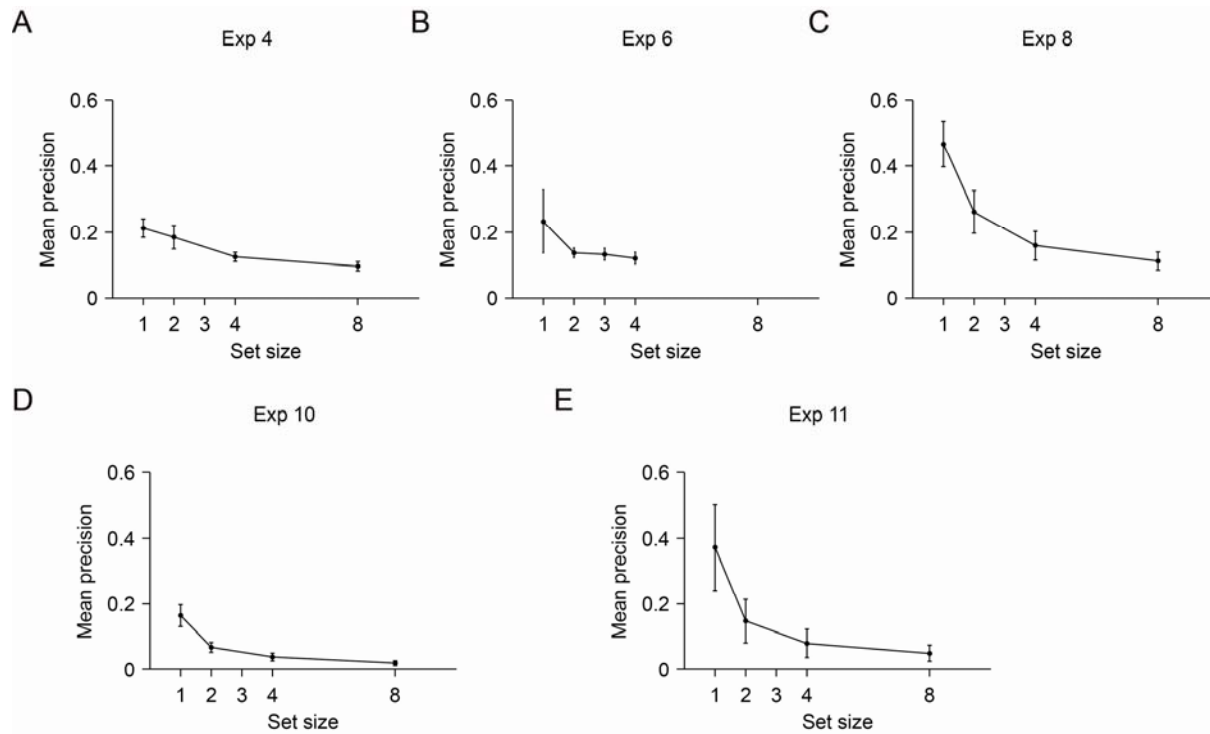 A
Exp 4
Mean precision
0.6
0.4
0.2
0
1 2 3 4 8
Set size
B
Exp 6
Mean precision
0.6
0.4
0.2
0
1 2 3 4 8
Set size
C
Exp 8
Mean precision
0.6
0.4
0.2
0
1 2 3 4 8
Set size
D
Exp 10
Mean precision
0.6
0.4
0.2
0
1 2 3 4 8
Set size
E
Exp 11
Mean precision
0.6
0.4
0.2
0
1 2 3 4 8
Set size